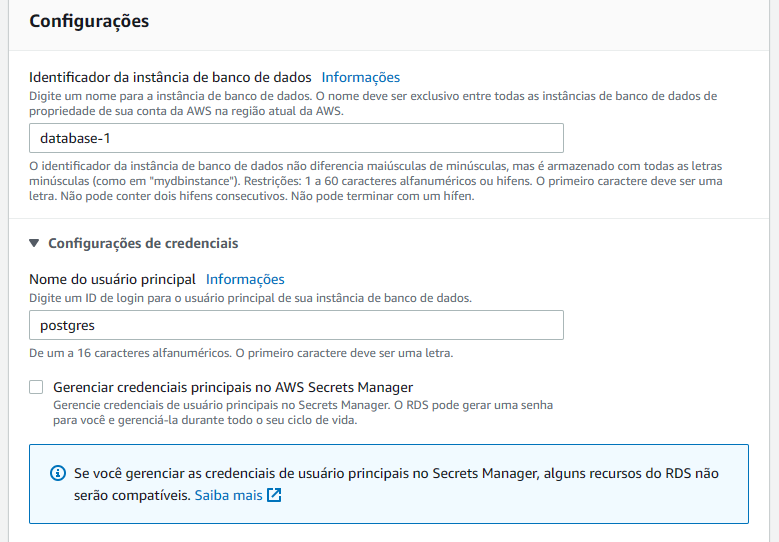 Configurações
Identificador da instância de banco de dados Informações
Digite um nome para a instância de banco de dados. O nome deve ser exclusivo entre todas as instâncias de banco de dados de
propriedade de sua conta da AWS na região atual da AWS.
database-1
O identificador da instância de banco de dados não diferencia maiúsculas de minúsculas, mas é armazenado com todas as letras
minúsculas (como em "mydbinstance"). Restrições: 1 a 60 caracteres alfanuméricos ou hifens. O primeiro caractere deve ser uma
letra. Não pode conter dois hifens consecutivos. Não pode terminar com um hífen.
Configurações de credenciais
Nome do usuário principal Informações
Digite um ID de login para o usuário principal de sua instância de banco de dados.
postgres
De um a 16 caracteres alfanuméricos. O primeiro caractere deve ser uma letra.
Gerenciar credenciais principais no AWS Secrets Manager
Gerencie credenciais de usuário principais no Secrets Manager. O RDS pode gerar uma senha
para você e gerenciá-la durante todo o seu ciclo de vida.
Se você gerenciar as credenciais de usuário principais no Secrets Manager, alguns recursos do RDS não
serão compatíveis. Saiba mais